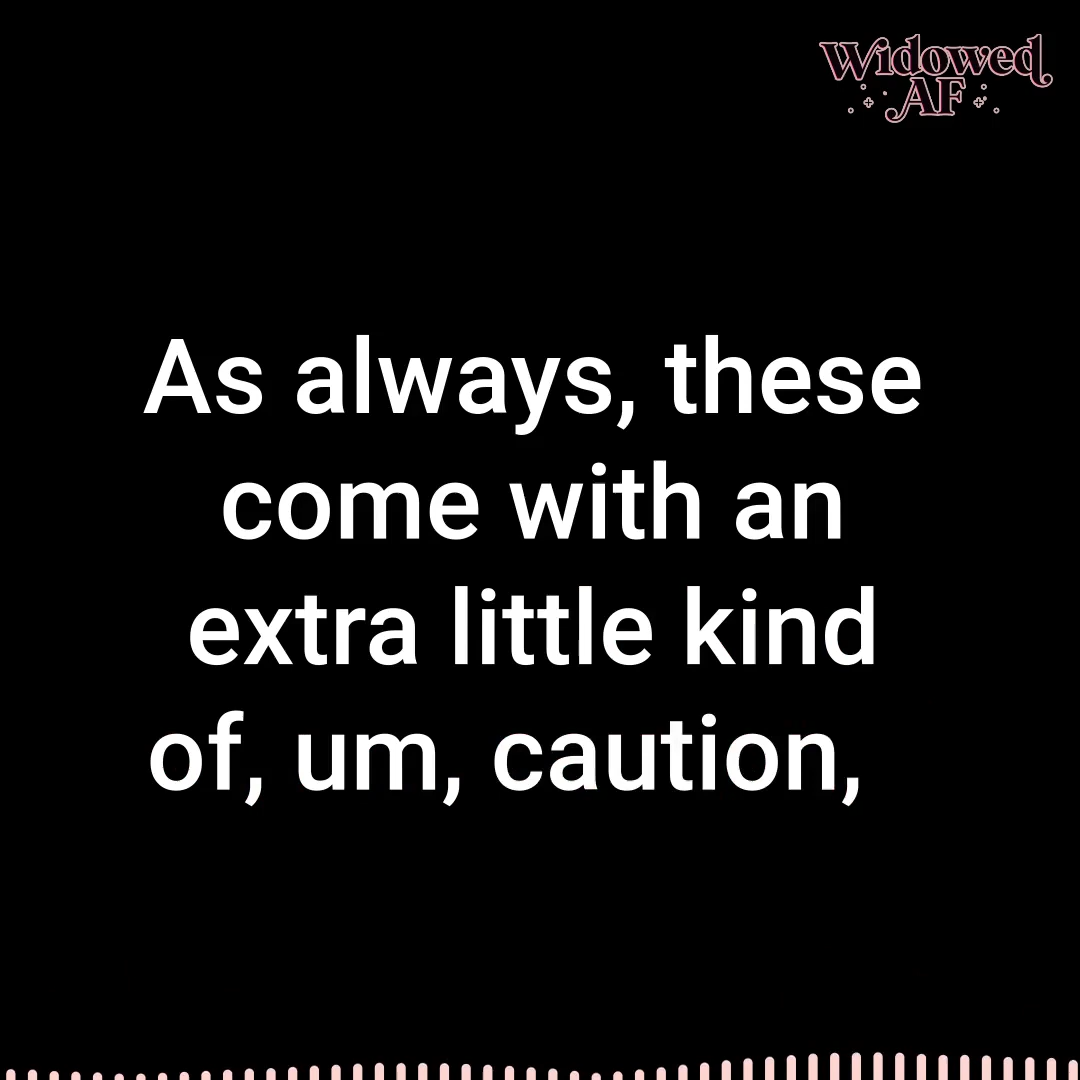 Widowed
AF
As always, these
come with an
extra little kind
of, um, caution,